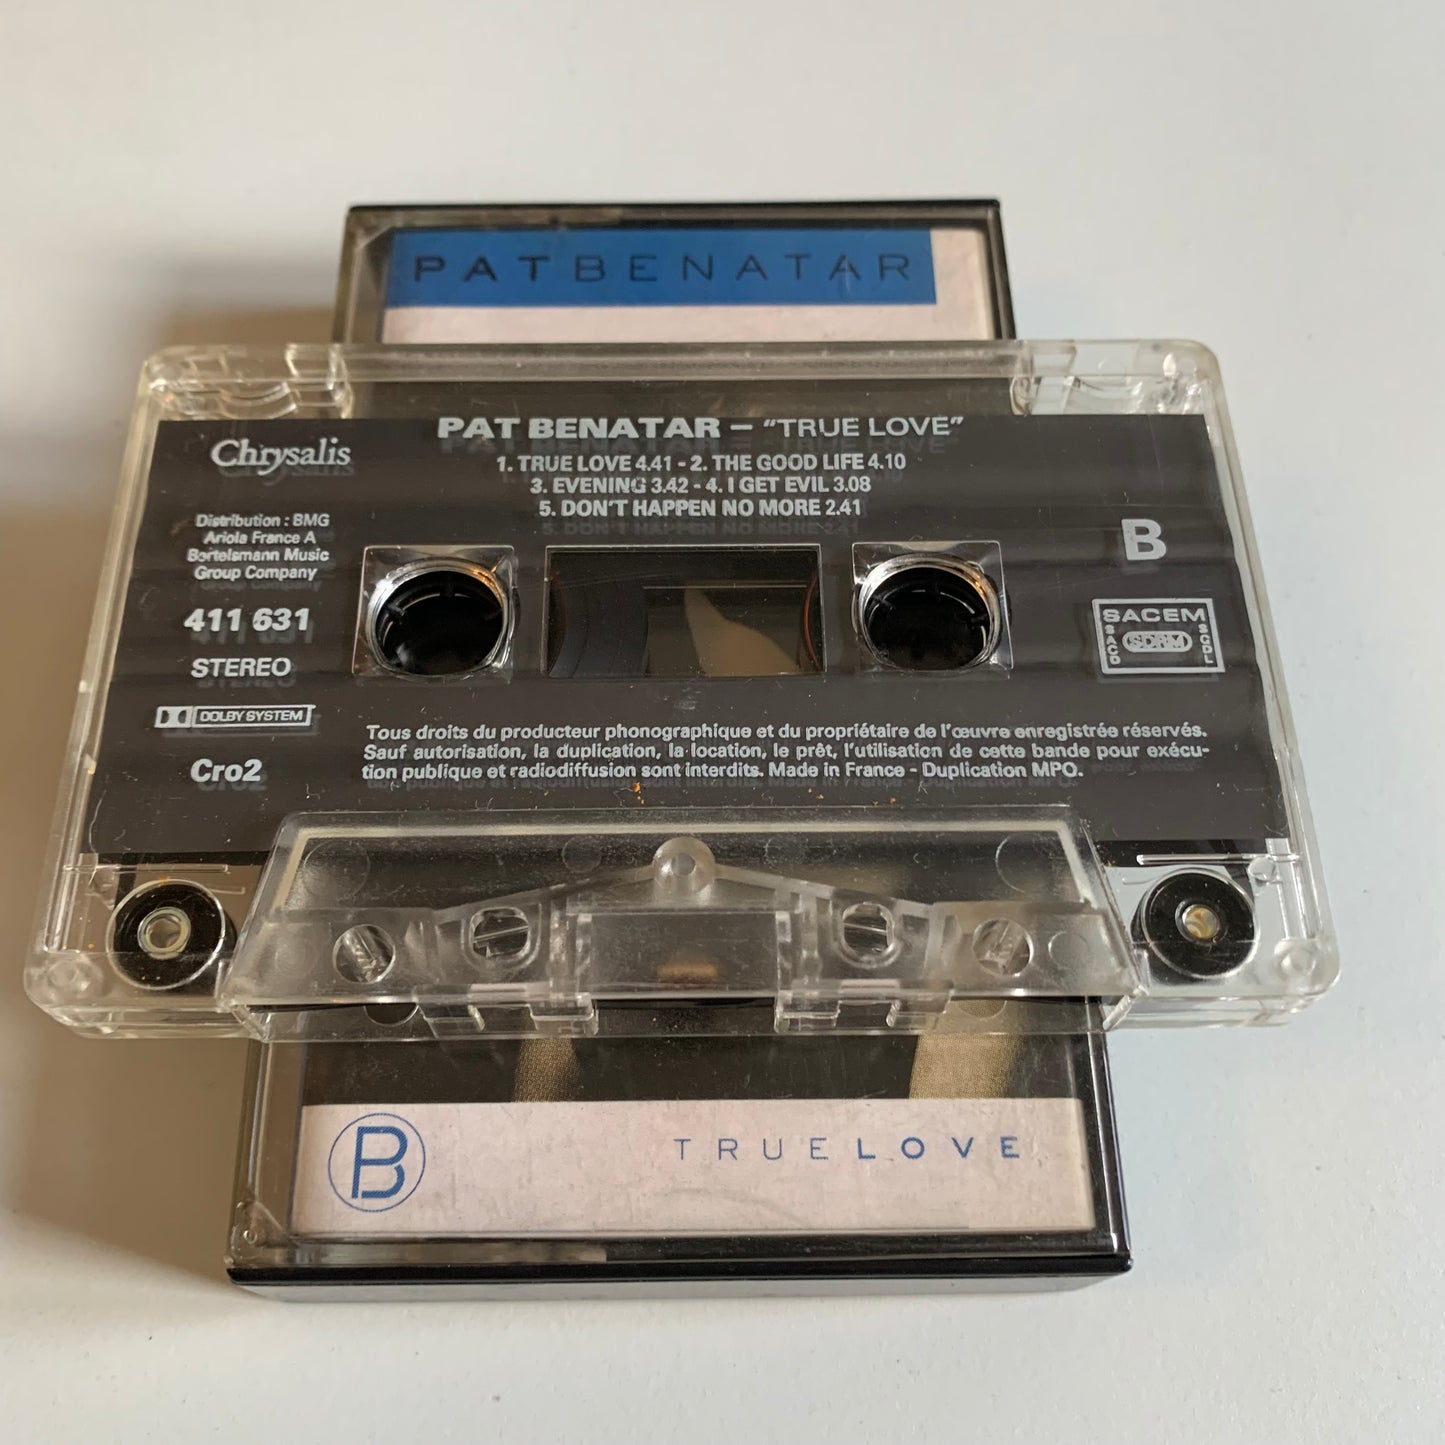 PATBENATAR
Chrysalis
PAT BENATAR – "TRUE LOVE"
1. TRUE LOVE 4.41 - 2. THE GOOD LIFE 4.10
3. EVENING 3.42 - 4. I GET EVIL 3.08
5. DON'T HAPPEN NO MORE 2.41
Distribution : BMG
Ariola France A
Bertelsmann Music
Group Company
411 631
STEREO
DOLBY SYSTEM
Cro2
B
SACEM
SACD
SDRM
SCDL
Tous droits du producteur phonographique et du propriétaire de l'œuvre enregistrée réservés.
Sauf autorisation, la duplication, la location, le prêt, l'utilisation de cette bande pour exécu-
tion publique et radiodiffusion sont interdits. Made in France - Duplication MPO.
B
TRUELOVE